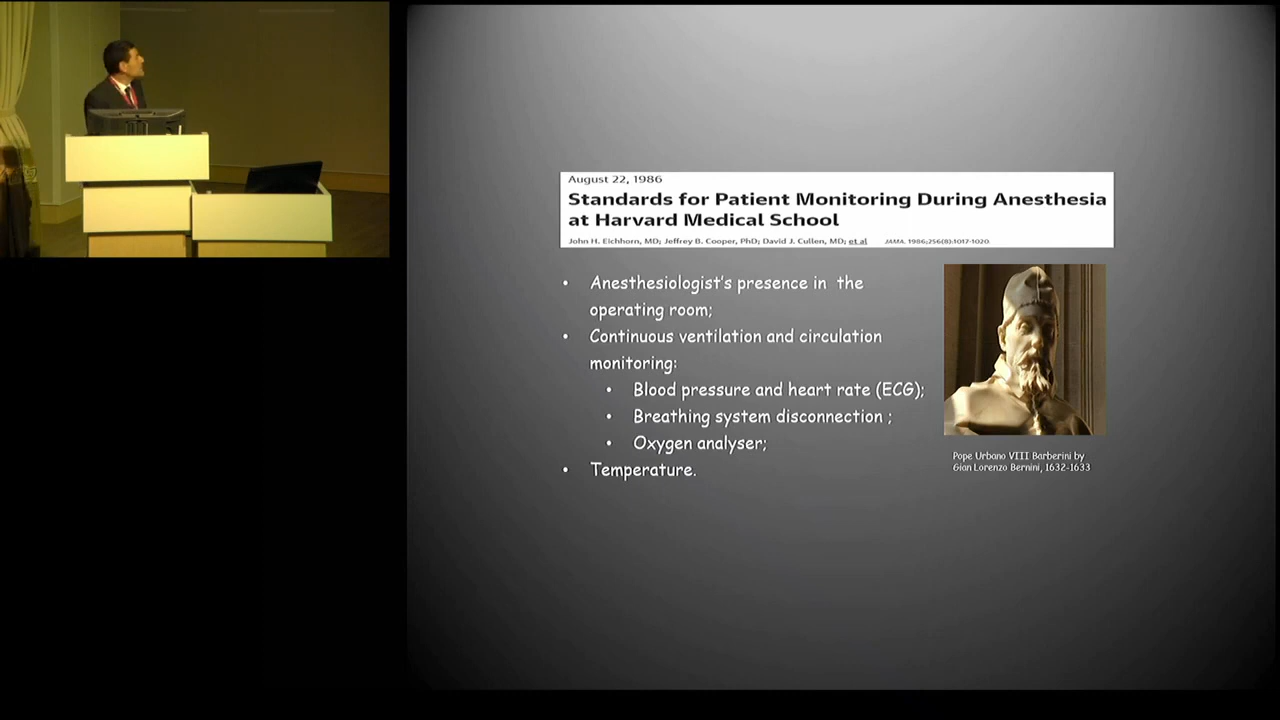 August 22, 1986
Standards for Patient Monitoring During Anesthesia
at Harvard Medical School
John H. Eichhorn, MD; Jeffrey B. Cooper, PhD; David J. Cullen, MD; et al JAMA. 1986;256(8):1017-1020.
• Anesthesiologist's presence in the
operating room;
• Continuous ventilation and circulation
monitoring:
• Blood pressure and heart rate (ECG);
• Breathing system disconnection ;
• Oxygen analyser;
• Temperature.
Pope Urbano VIII Barberini by
Gian Lorenzo Bernini, 1632-1633